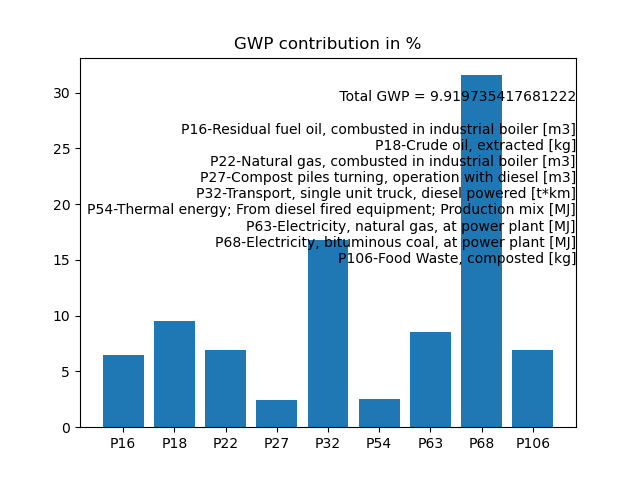 GWP contribution in %
30
25
20
15
10
5
0
Total GWP = 9.919735417681222
P16-Residual fuel oil, combusted in industrial boiler [m3]
P18-Crude oil, extracted [kg]
P22-Natural gas, combusted in industrial boiler [m3]
P27-Compost piles turning, operation with diesel [m3]
P32-Transport, single unit truck, diesel powered [t*km]
P54-Thermal energy; From diesel fired equipment; Production mix [MJ]
P63-Electricity, natural gas, at power plant [MJ]
P68-Electricity, bituminous coal, at power plant [MJ]
P106-Food Waste, composted [kg]
P16 P18 P22 P27 P32 P54 P63 P68 P106